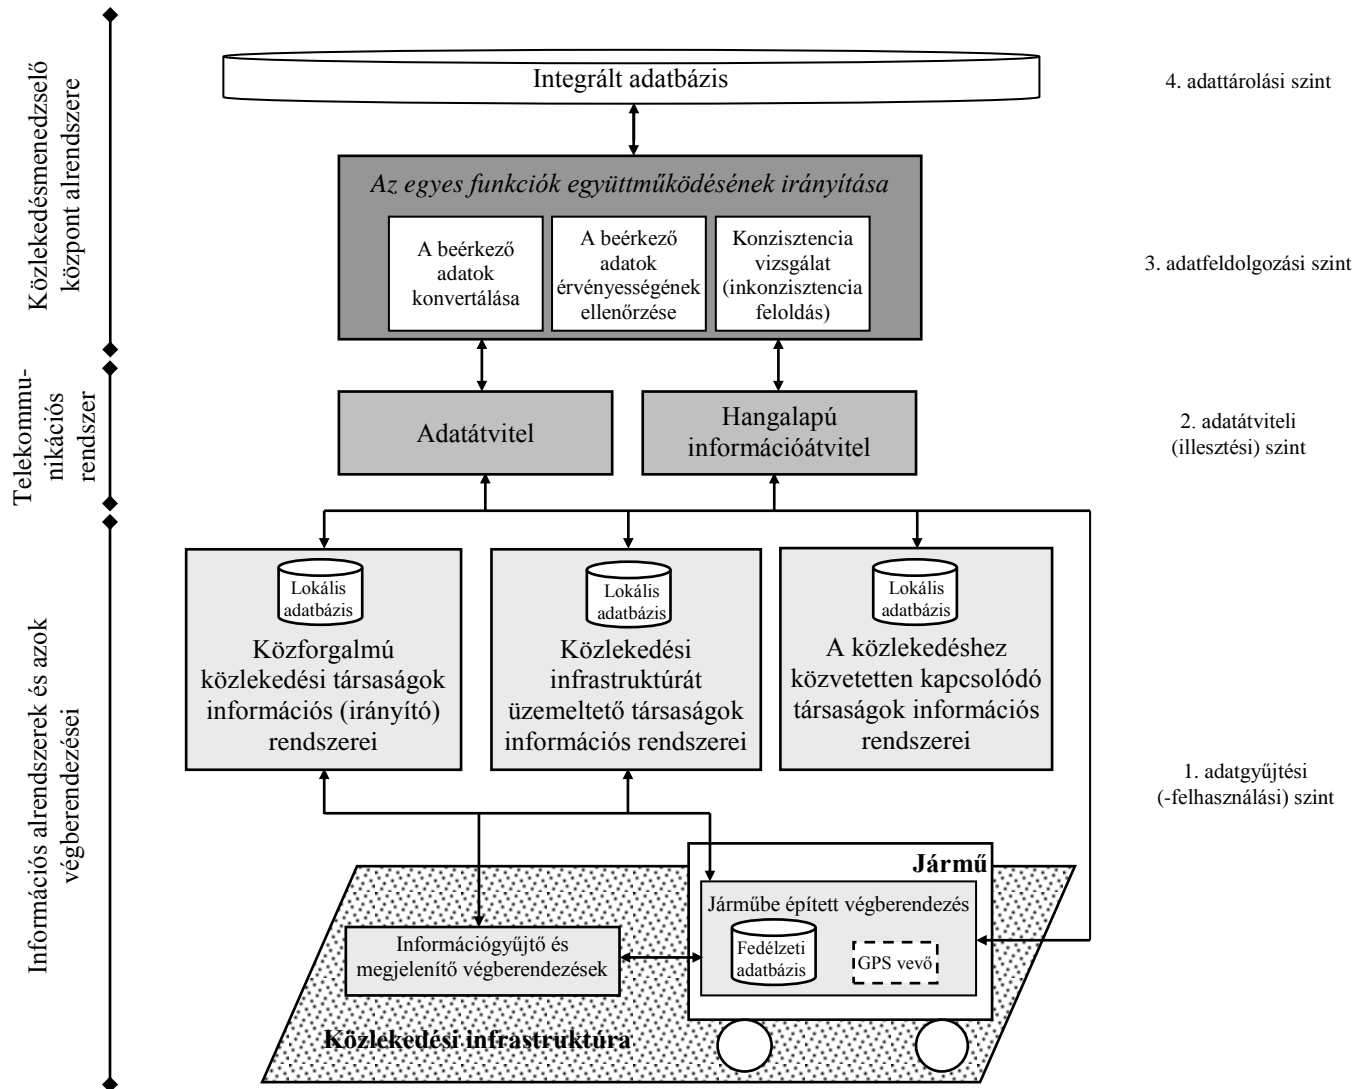 Közlekedésmenedzselő
központ alrendszere
Integrált adatbázis
4. adattárolási szint
Az egyes funkciók együttműködésének irányítása
A beérkező
adatok
konvertálása
A beérkező
adatok
érvényességének
ellenőrzése
Konzisztencia
vizsgálat
(inkonzisztencia
feloldás)
3. adatfeldolgozási szint
Telekommu-
nikációs
rendszer
Adatátvitel
Hangalapú
információátvitel
2. adatátviteli
(illesztési) szint
Információs alrendszerek és azok
végberendezései
Lokális
adatbázis
Közforgalmú
közlekedési társaságok
információs (irányító)
rendszerei
Lokális
adatbázis
Közlekedési
infrastruktúrát
üzemeltető társaságok
információs rendszerei
Lokális
adatbázis
A közlekedéshez
közvetetten kapcsolódó
társaságok információs
rendszerei
1. adatgyűjtési
(-felhasználási) szint
Jármű
Járműbe épített végberendezés
Fedélzeti
adatbázis
GPS vevő
Információgyűjtő és
megjelenítő végberendezések
Közlekedési infrastruktúra